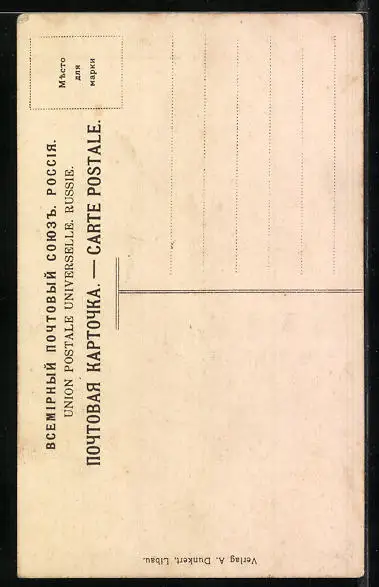 ВСЕМІРНЫЙ ПОЧТОВЫЙ СОЮЗЪ. РОССІЯ.
UNION POSTALE UNIVERSELLE. RUSSIE.
ПОЧТОВАЯ КАРТОЧКА. — CARTE POSTALE.
Мѣсто
для
марки
Verlag A. Dunkert, Libau.